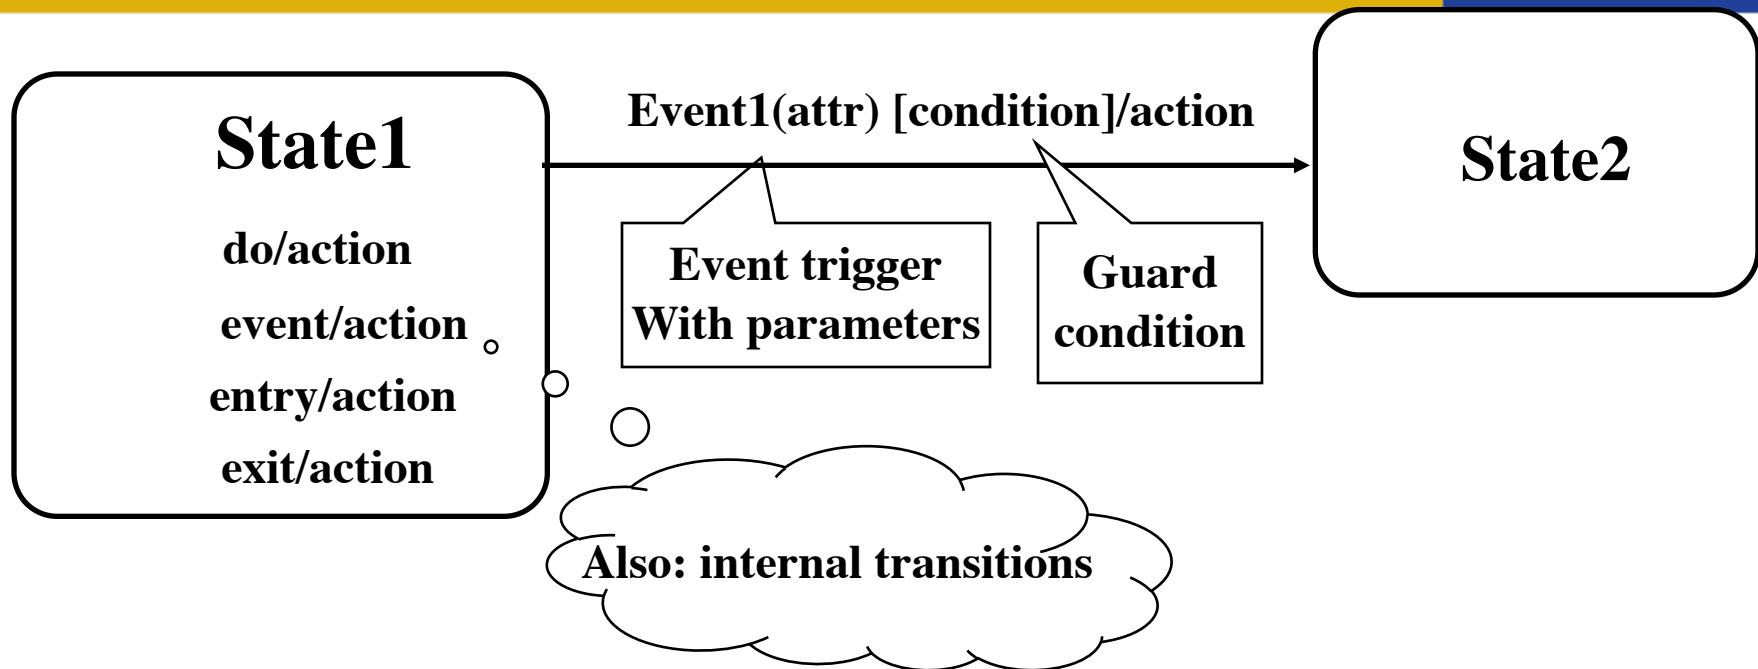 State1
do/action
event/action
entry/action
exit/action
Event1(attr) [condition]/action
Event trigger
With parameters
Guard
condition
State2
Also: internal transitions